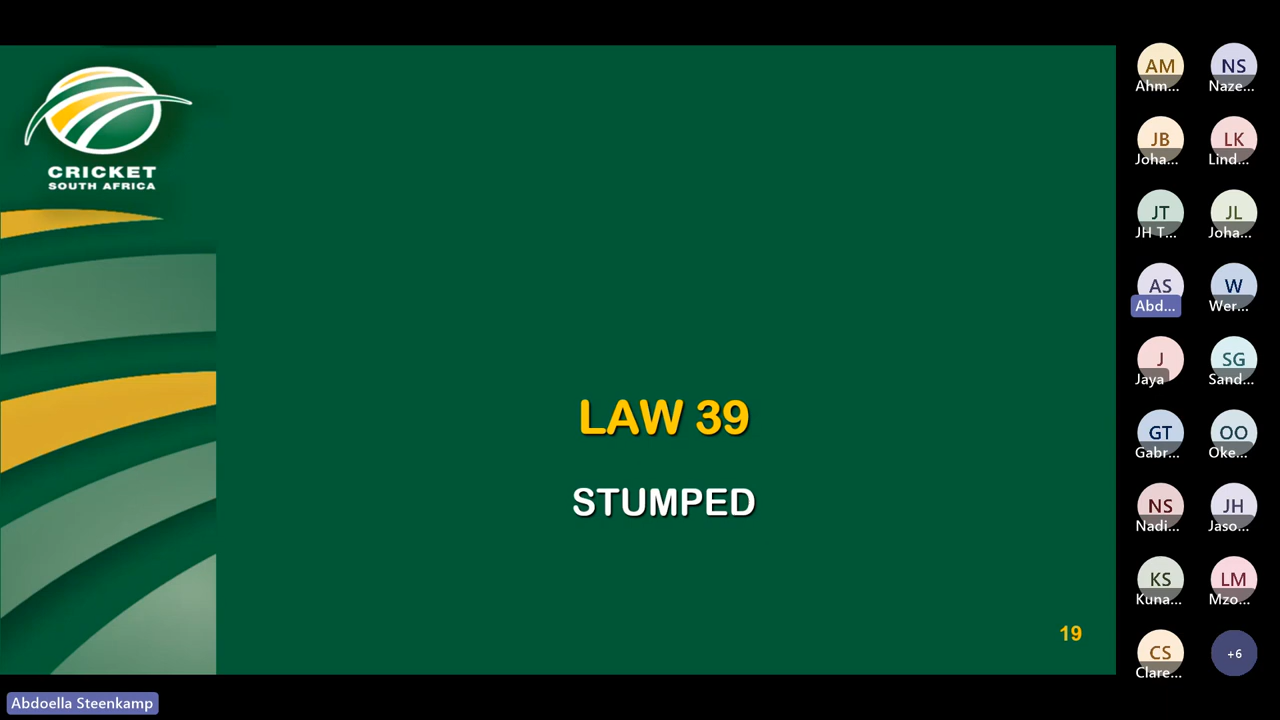 CRICKET
SOUTH AFRICA
LAW 39
STUMPED
19
Abdoella Steenkamp
AM
Ahm...
NS
Naze...
JB
Joha...
LK
Lind...
JT
JH T...
JL
Joha...
AS
Abd...
W
Wer...
J
Jaya
SG
Sand...
GT
Gabr...
OO
Oke...
NS
Nadi...
JH
Jaso...
KS
Kuna...
LM
Mzo...
CS
Clare...
+6